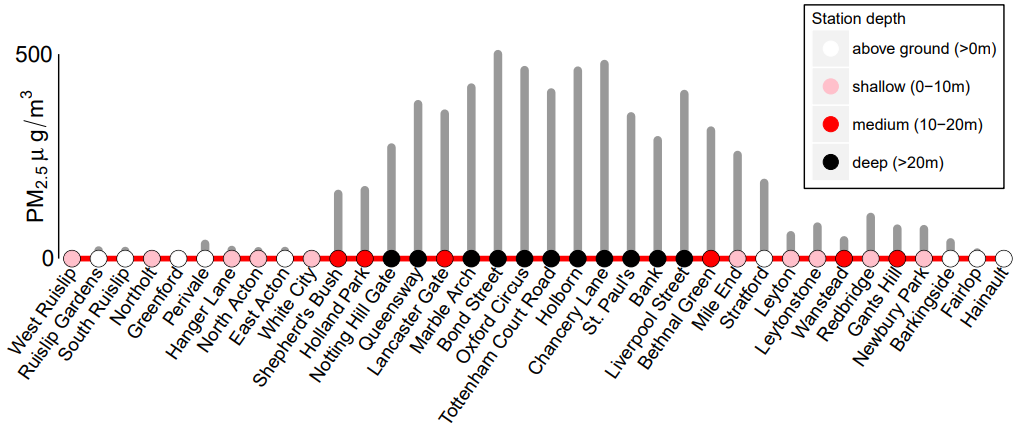 Station depth
above ground (>0m)
shallow (0−10m)
medium (10−20m)
deep (>20m)
500
PM2.5 μ g/m3
0
West Ruislip
Ruislip Gardens
South Ruislip
Northolt
Greenford
Perivale
Hanger Lane
North Acton
East Acton
White City
Shepherd's Bush
Holland Park
Notting Hill Gate
Queensway
Lancaster Gate
Marble Arch
Bond Street
Oxford Circus
Tottenham Court Road
Holborn
Chancery Lane
St. Paul's
Bank
Liverpool Street
Bethnal Green
Mile End
Stratford
Leyton
Leytonstone
Wanstead
Redbridge
Gants Hill
Newbury Park
Barkingside
Fairlop
Hainault